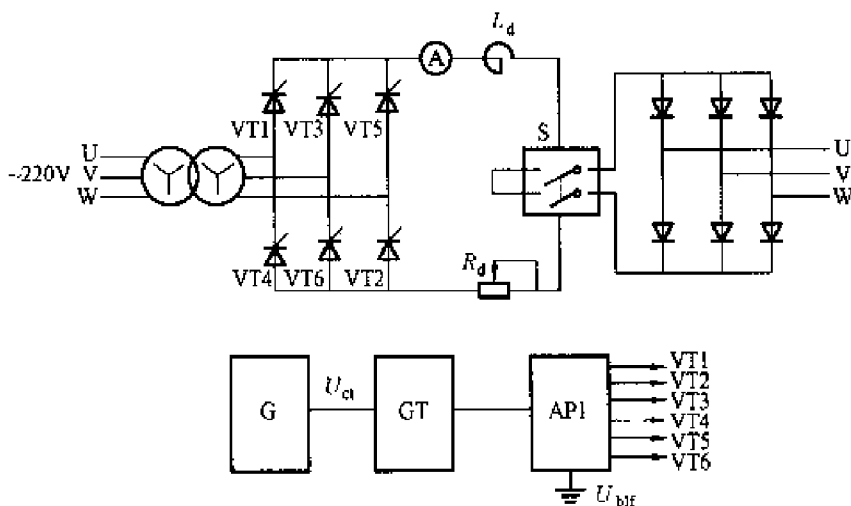 A
L_d
VT1 VT3 VT5
S
~220V
U
V
W
U
V
W
VT4 VT6 VT2
R_d
G
U_ct
GT
AP1
VT1
VT2
VT3
VT4
VT5
VT6
U_blf